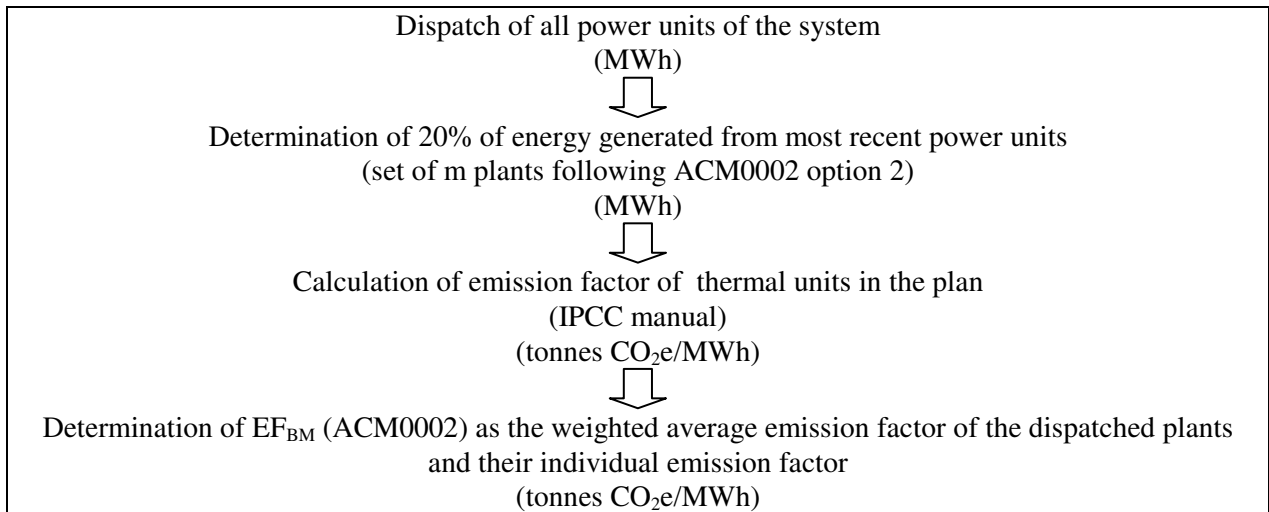 Dispatch of all power units of the system
(MWh)
Determination of 20% of energy generated from most recent power units
(set of m plants following ACM0002 option 2)
(MWh)
Calculation of emission factor of thermal units in the plan
(IPCC manual)
(tonnes CO₂e/MWh)
Determination of EF_BM (ACM0002) as the weighted average emission factor of the dispatched plants
and their individual emission factor
(tonnes CO₂e/MWh)